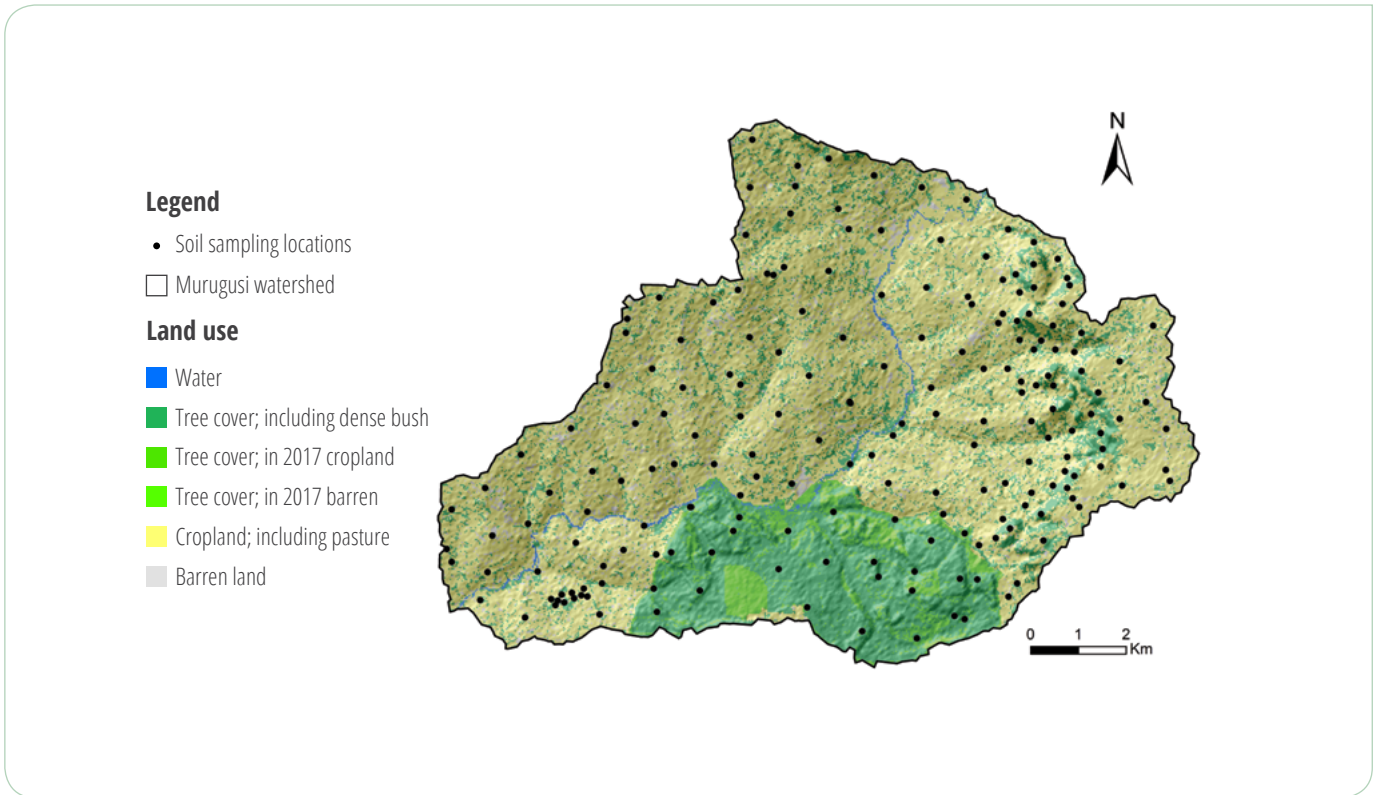 Legend
Soil sampling locations
Murugusi watershed
Land use
Water
Tree cover; including dense bush
Tree cover; in 2017 cropland
Tree cover; in 2017 barren
Cropland; including pasture
Barren land
N
0 1 2
Km